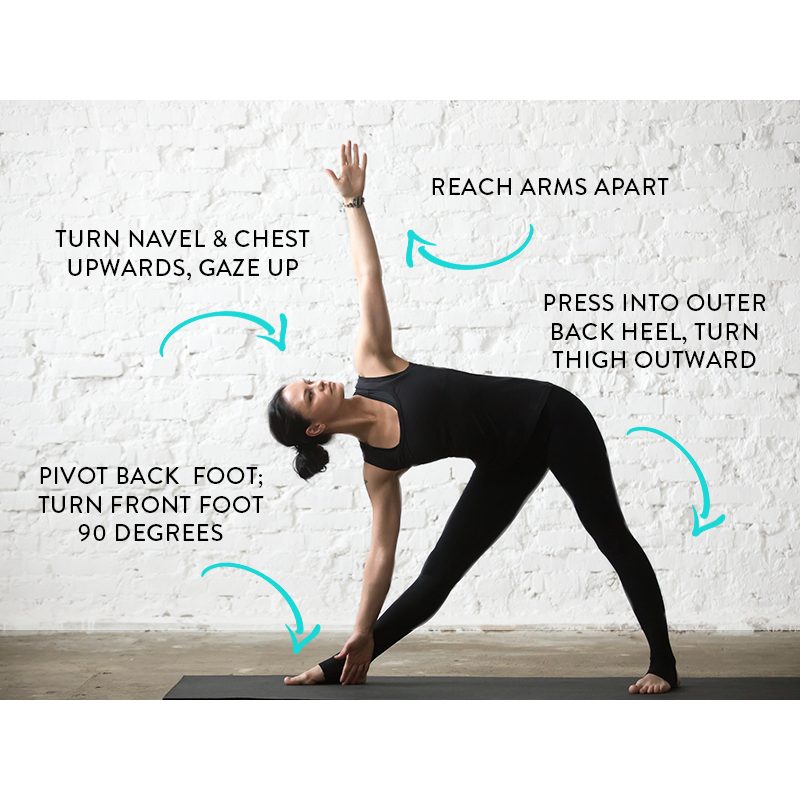 REACH ARMS APART
TURN NAVEL & CHEST
UPWARDS, GAZE UP
PRESS INTO OUTER
BACK HEEL, TURN
THIGH OUTWARD
PIVOT BACK FOOT;
TURN FRONT FOOT
90 DEGREES